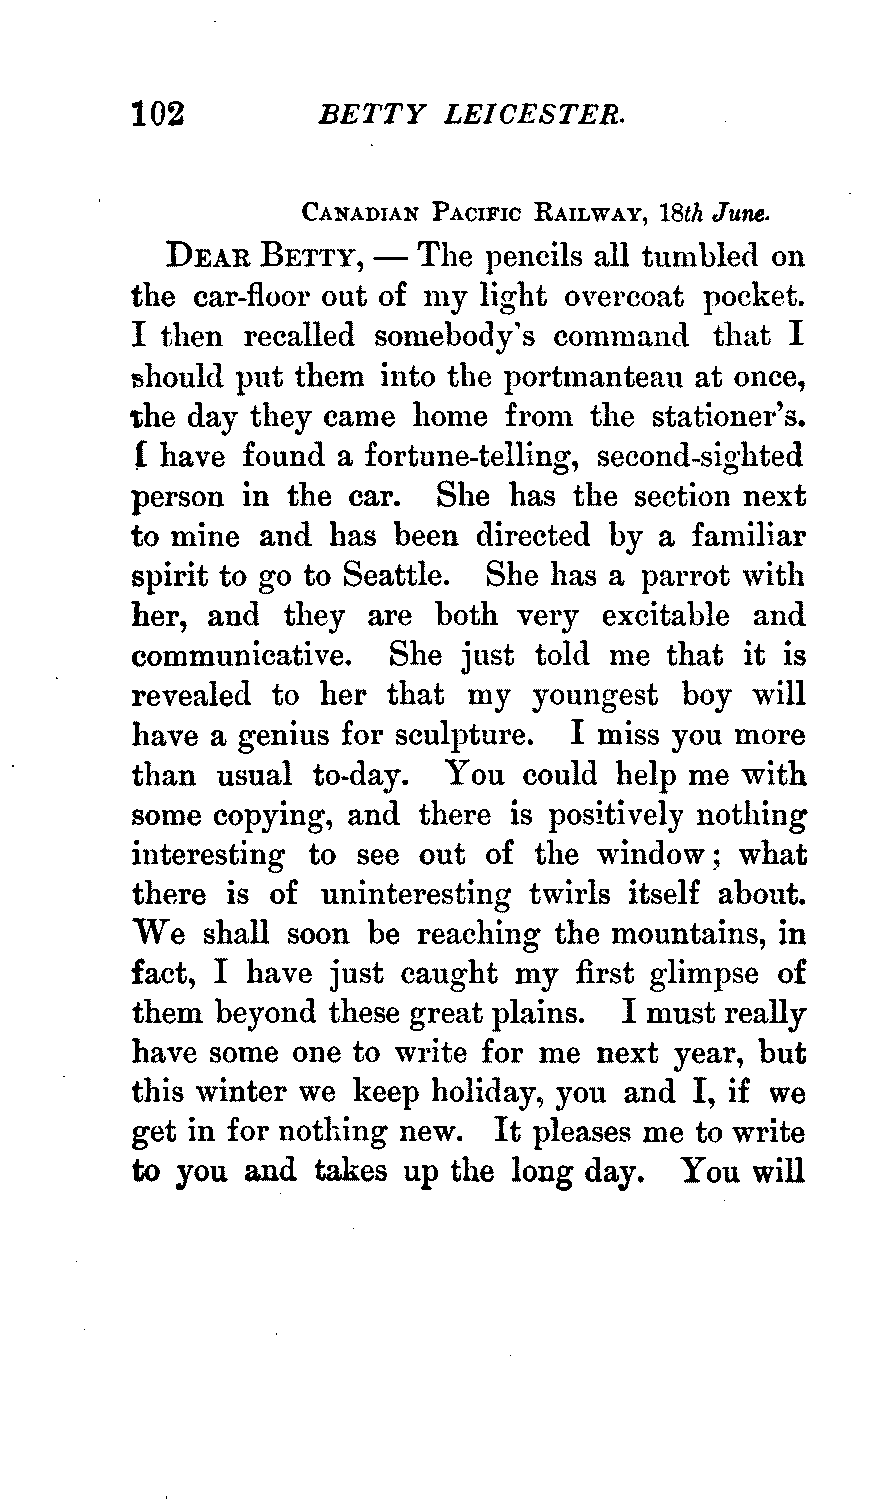 102 BETTY LEICESTER.
CANADIAN PACIFIC RAILWAY, 18th June.
DEAR BETTY, — The pencils all tumbled on
the car-floor out of my light overcoat pocket.
I then recalled somebody's command that I
should put them into the portmanteau at once,
the day they came home from the stationer's.
I have found a fortune-telling, second-sighted
person in the car. She has the section next
to mine and has been directed by a familiar
spirit to go to Seattle. She has a parrot with
her, and they are both very excitable and
communicative. She just told me that it is
revealed to her that my youngest boy will
have a genius for sculpture. I miss you more
than usual to-day. You could help me with
some copying, and there is positively nothing
interesting to see out of the window; what
there is of uninteresting twirls itself about.
We shall soon be reaching the mountains, in
fact, I have just caught my first glimpse of
them beyond these great plains. I must really
have some one to write for me next year, but
this winter we keep holiday, you and I, if we
get in for nothing new. It pleases me to write
to you and takes up the long day. You will